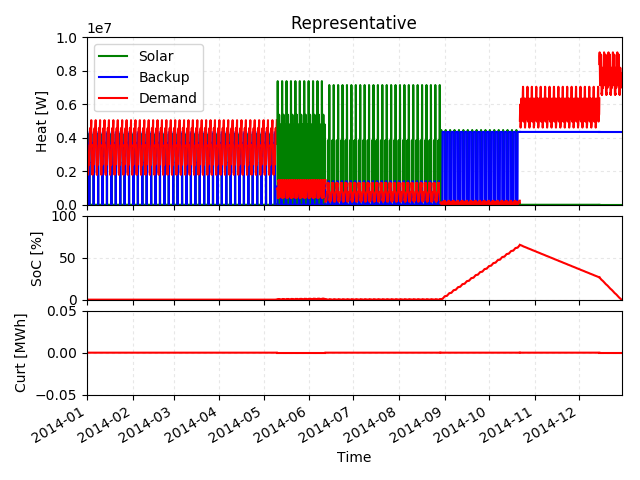 Representative
1e7
1.0
0.8
0.6
0.4
0.2
0.0
Heat [W]
Solar
Backup
Demand
100
50
0
SoC [%]
0.05
0.00
−0.05
Curt [MWh]
2014-01
2014-02
2014-03
2014-04
2014-05
2014-06
2014-07
2014-08
2014-09
2014-10
2014-11
2014-12
Time